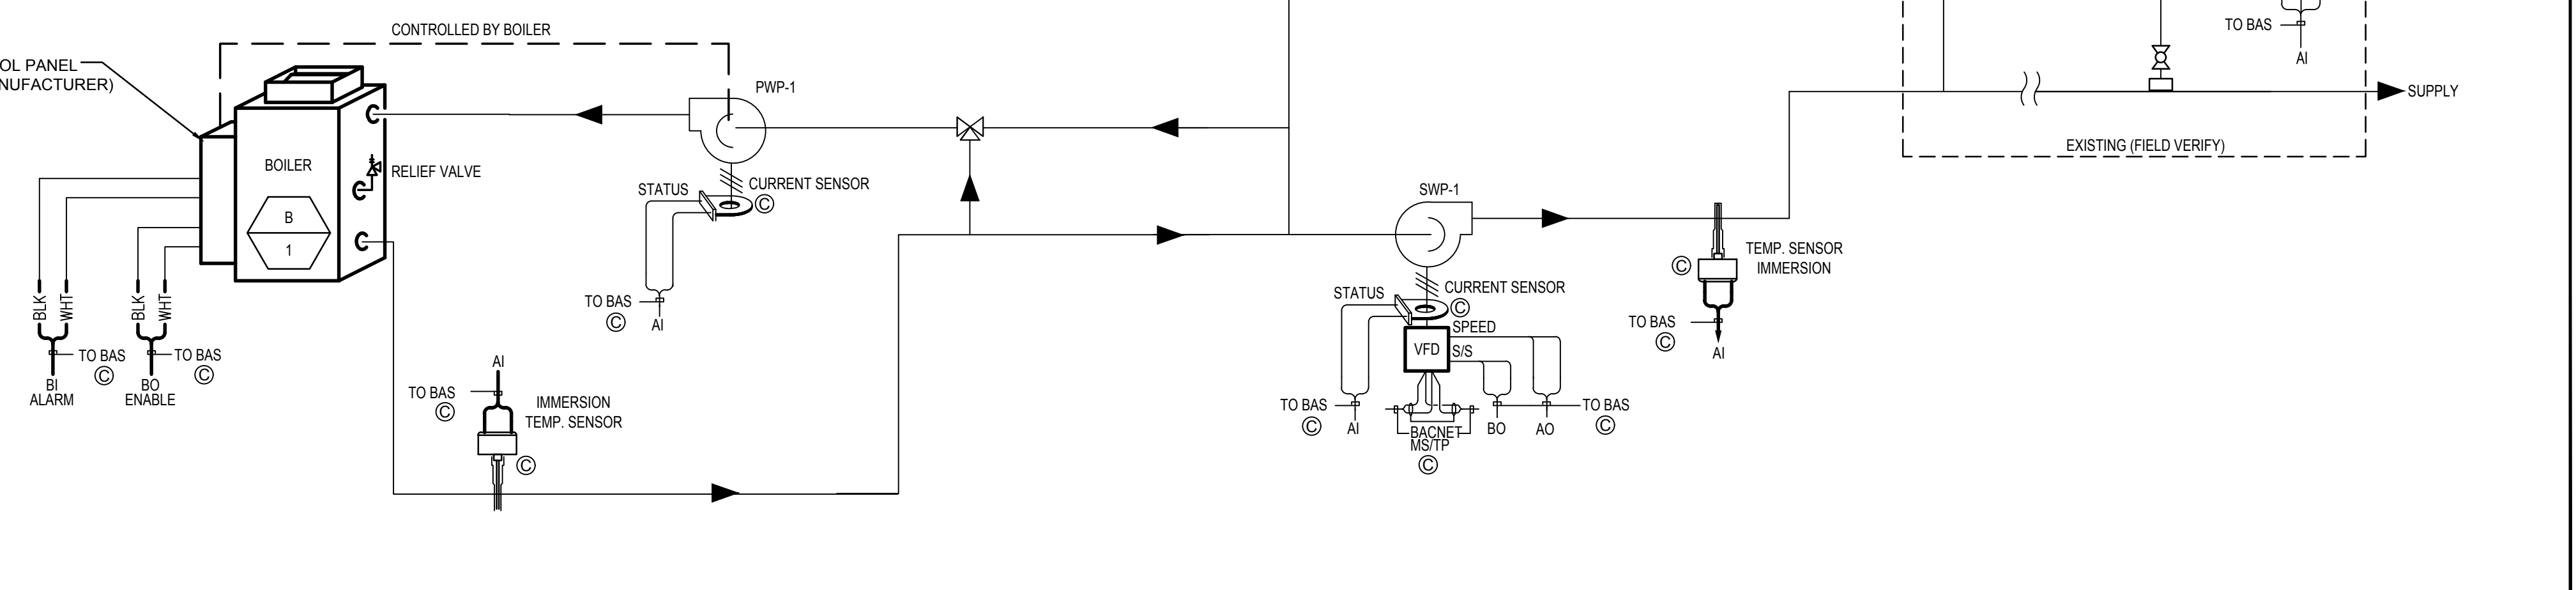 CONTROLLED BY BOILER
OL PANEL
NUFACTURER)
BOILER
B
1
RELIEF VALVE
BLK
WHT
BLK
WHT
TO BAS
©
BI
ALARM
TO BAS
©
BO
ENABLE
PWP-1
STATUS
CURRENT SENSOR
©
TO BAS
©
AI
AI
TO BAS
©
IMMERSION
TEMP. SENSOR
©
SWP-1
STATUS
CURRENT SENSOR
©
SPEED
VFD
S/S
TO BAS
©
AI
BACNET
MS/TP
©
BO
AO
TO BAS
©
TEMP. SENSOR
IMMERSION
©
TO BAS
©
AI
TO BAS
AI
SUPPLY
EXISTING (FIELD VERIFY)